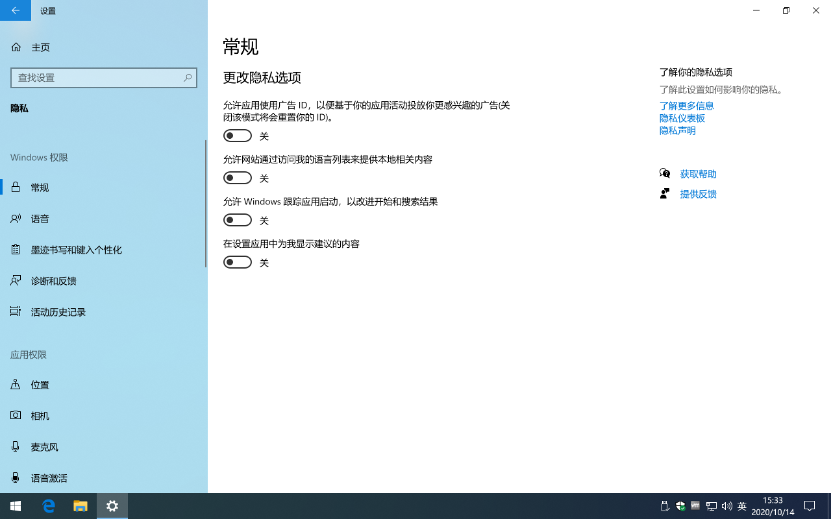 设置
主页
查找设置
隐私
Windows 权限
常规
语音
墨迹书写和键入个性化
诊断和反馈
活动历史记录
应用权限
位置
相机
麦克风
语音激活
常规
更改隐私选项
允许应用使用广告 ID，以便基于你的应用活动投放你更感兴趣的广告(关
闭该模式将会重置你的 ID)。
关
允许网站通过访问我的语言列表来提供本地相关内容
关
允许 Windows 跟踪应用启动，以改进开始和搜索结果
关
在设置应用中为我显示建议的内容
关
了解你的隐私选项
了解此设置如何影响你的隐私。
了解更多信息
隐私仪表板
隐私声明
获取帮助
提供反馈
英
15:33
2020/10/14